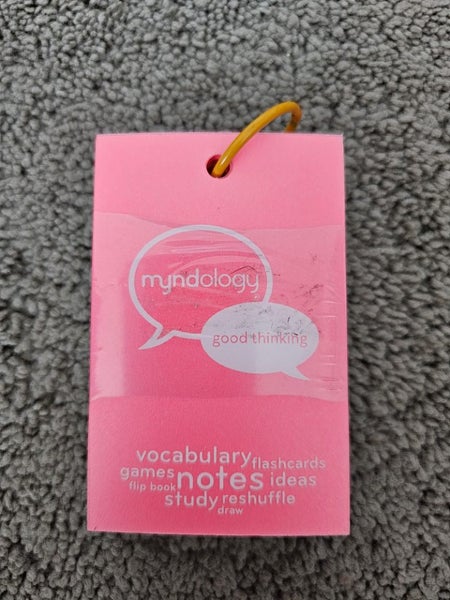 myndology
good thinking
vocabulary flashcards
games notes ideas
flip book
study reshuffle
draw